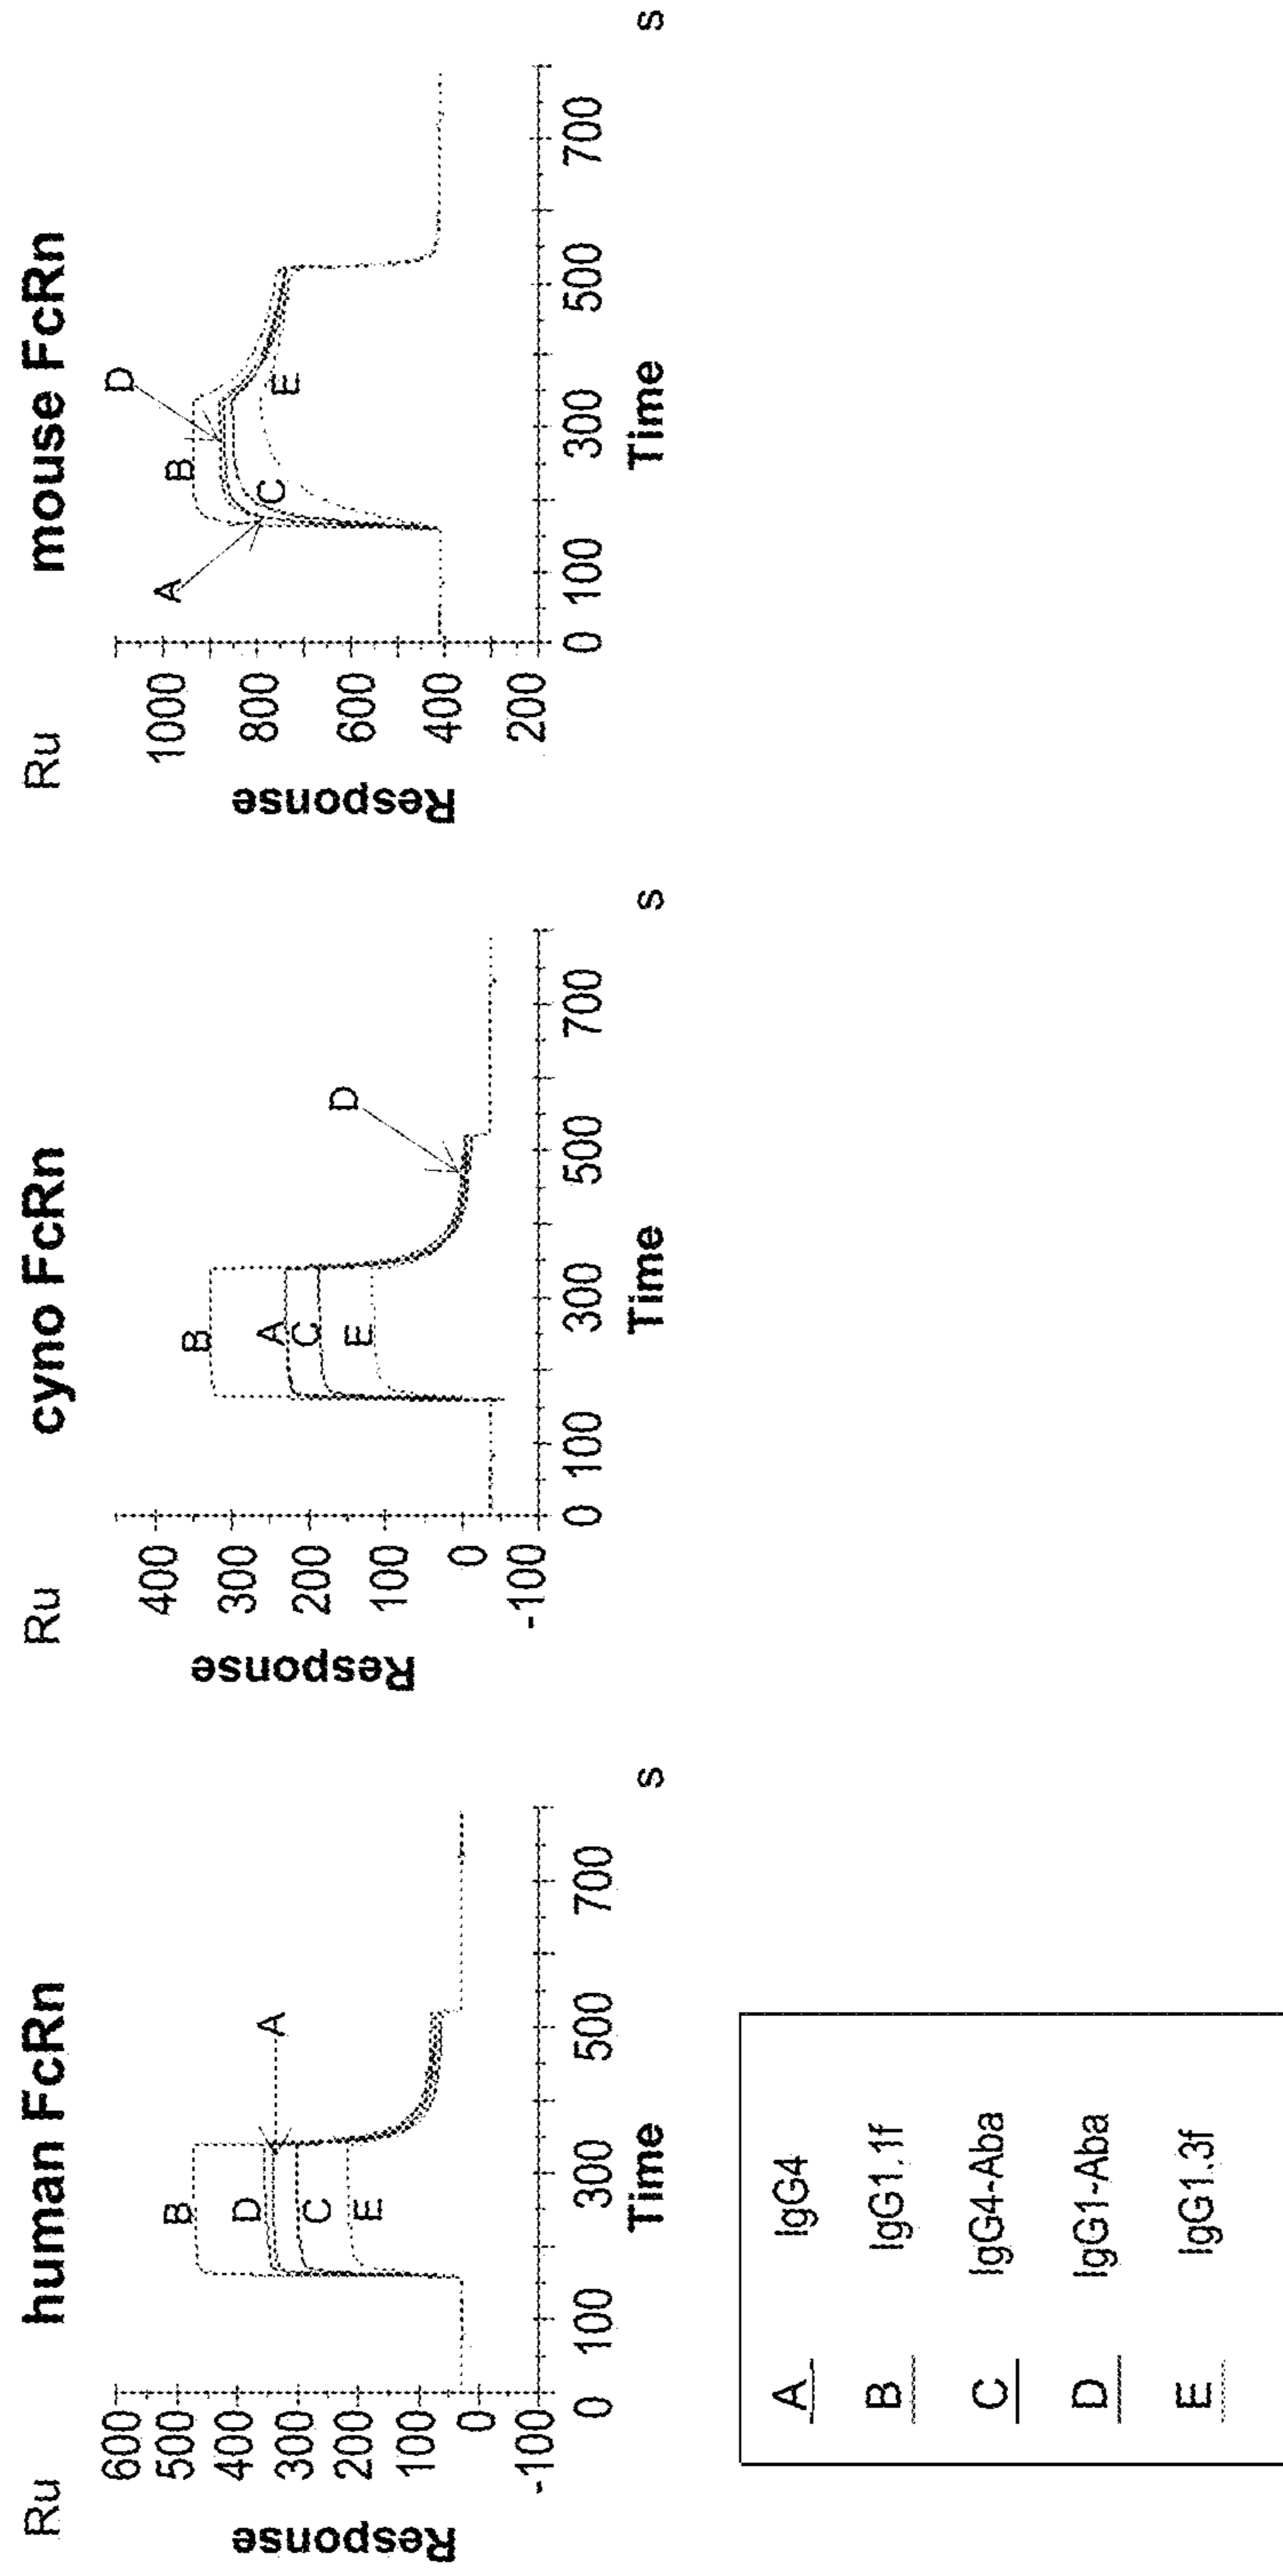 Ru human FcRn
600
500
400
300
200
100
0
-100
Response
B
D
A
C
E
0 100 300 500 700
Time
s
Ru cyno FcRn
400
300
200
100
0
-100
Response
B
A
C
E
D
0 100 300 500 700
Time
s
Ru mouse FcRn
1000
800
600
400
200
Response
A
B
D
C
E
0 100 300 500 700
Time
s
A IgG4
B IgG1.1f
C IgG4-Aba
D IgG1-Aba
E IgG1.3f